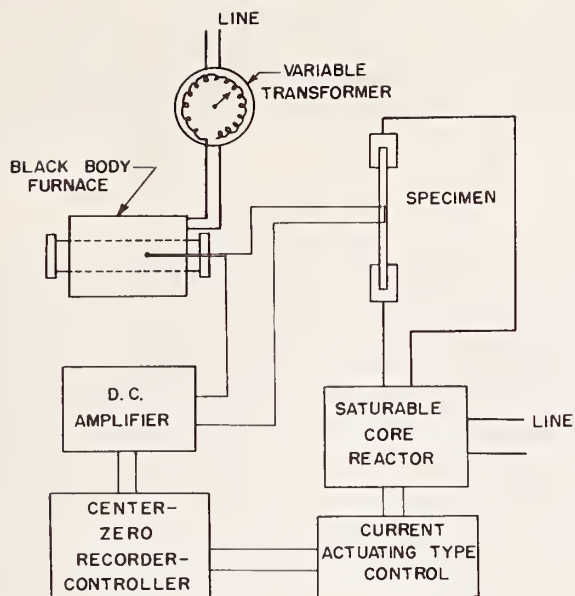 LINE
VARIABLE
TRANSFORMER
BLACK BODY
FURNACE
SPECIMEN
D. C.
AMPLIFIER
SATURABLE
CORE
REACTOR
LINE
CENTER-
ZERO
RECORDER-
CONTROLLER
CURRENT
ACTUATING TYPE
CONTROL